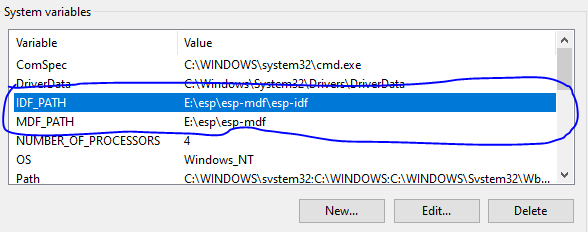 System variables
Variable Value
ComSpec C:\WINDOWS\system32\cmd.exe
DriverData C:\Windows\System32\Drivers\DriverData
IDF_PATH E:\esp\esp-mdf\esp-idf
MDF_PATH E:\esp\esp-mdf
NUMBER_OF_PROCESSORS 4
OS Windows_NT
Path C:\WINDOWS\system32;C:\WINDOWS;C:\WINDOWS\System32\Wb...
New... Edit... Delete